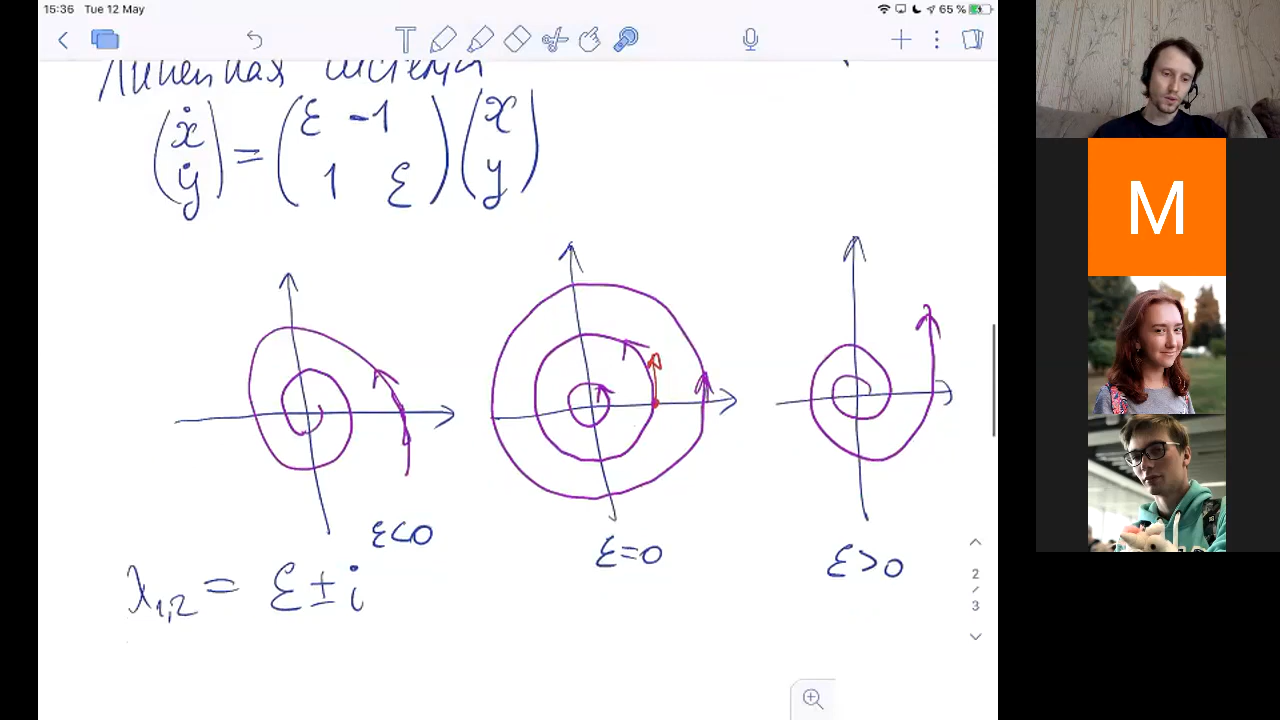 15:36 Tue 12 May
65 %
T
Линейная система
(ẋ ẏ) = (ε -1 1 ε) (x y)
ε<0
ε=0
ε>0
λ1,2 = ε ± i
2
/
3
M